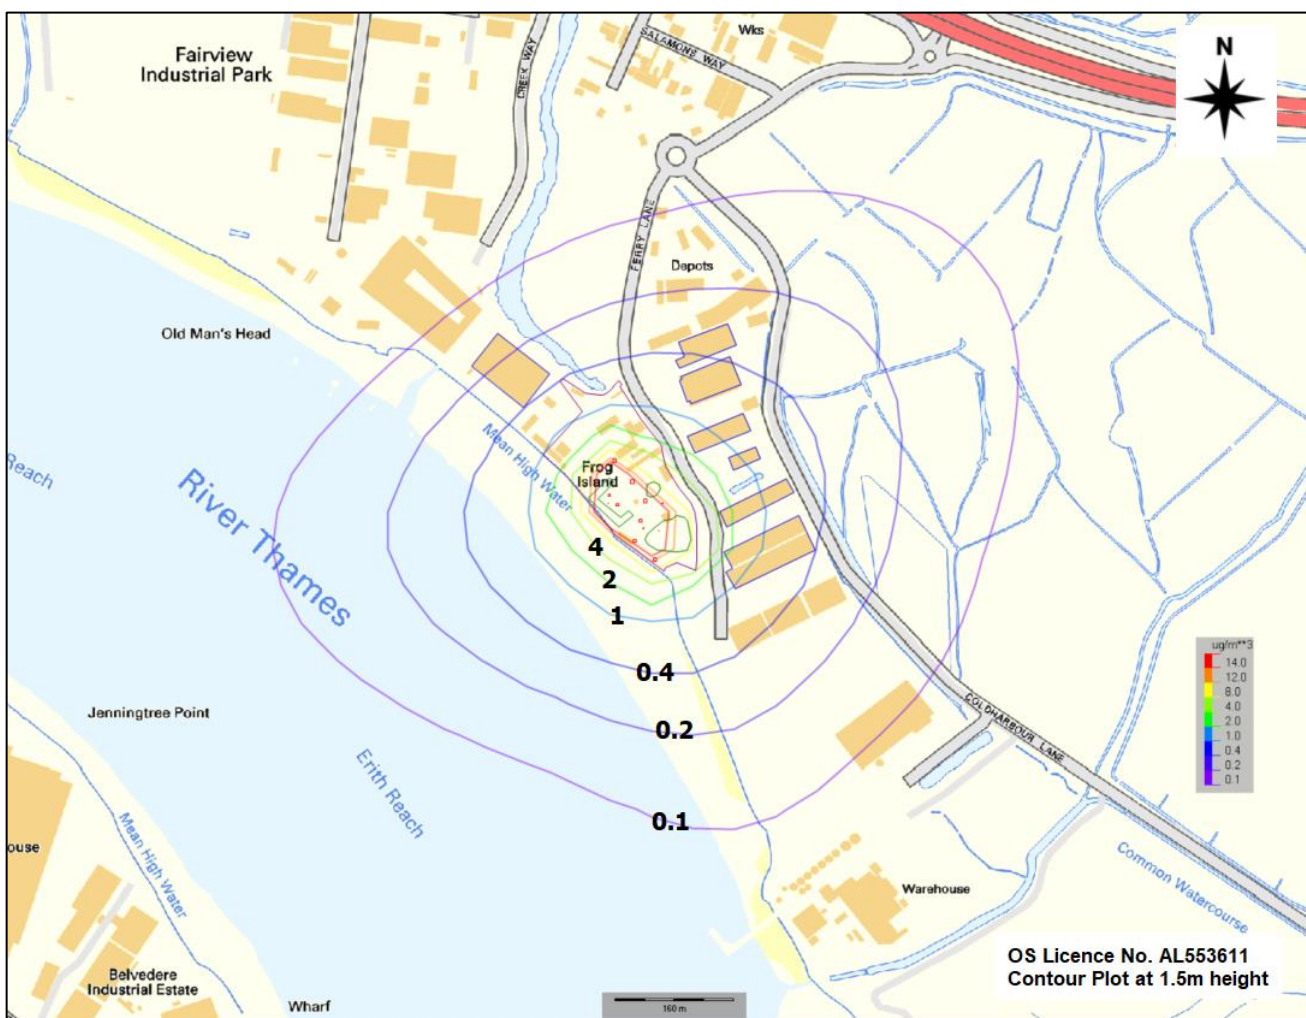 Fairview
Industrial Park
CREEK WAY
SALAMONS WAY
Wks
N
FERRY LANE
Depots
Old Man's Head
Reach
River Thames
Mean High Water
Frog
Island
4
2
1
0.4
0.2
0.1
Jenningtree Point
Erith Reach
Mean High Water
ouse
COLDHARBOUR LANE
ug/m**3
14.0
12.0
8.0
4.0
2.0
1.0
0.4
0.2
0.1
Common Watercourse
Warehouse
Belvedere
Industrial Estate
Wharf
160 m
OS Licence No. AL553611
Contour Plot at 1.5m height